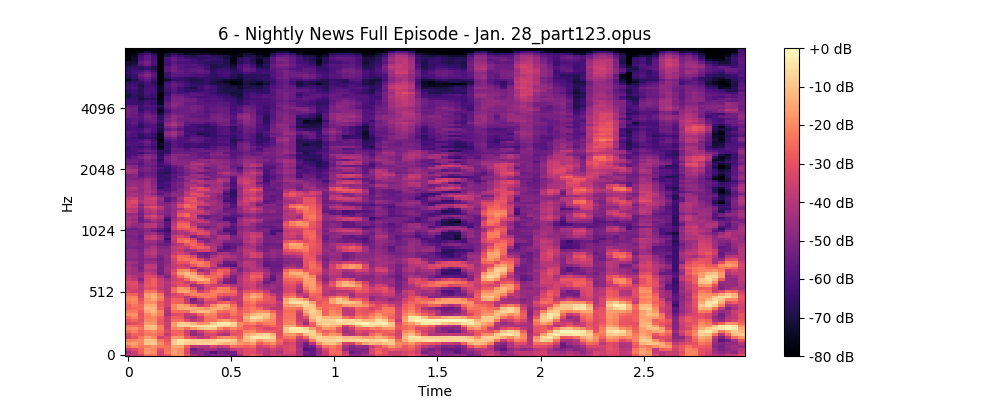 6 - Nightly News Full Episode - Jan. 28_part123.opus
+0 dB
4096
-10 dB
-20 dB
2048
-30 dB
Hz
1024
-40 dB
-50 dB
512
-60 dB
-70 dB
0
-80 dB
0 0.5 1 1.5 2 2.5
Time